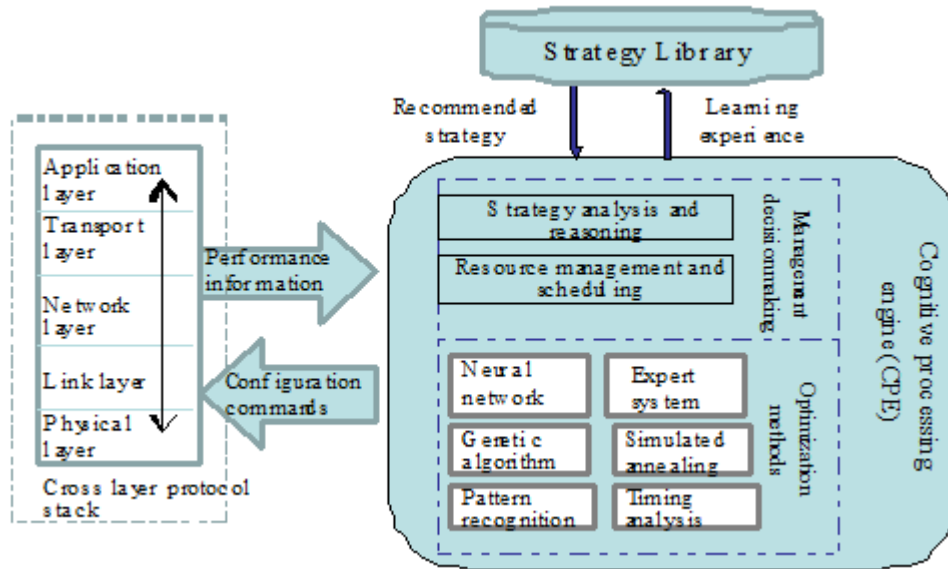 Strategy Library
Recommended
strategy
Learning
experience
Application
layer
Transport
layer
Network
layer
Link layer
Physical
layer
Cross layer protocol
stack
Performance
information
Configuration
commands
Strategy analysis and
reasoning
Resource management and
scheduling
Management
decisionmaking
Neural
network
Expert
system
Genetic
algorithm
Simulated
annealing
Pattern
recognition
Timing
analysis
Optimization
methods
Cognitive processing
engine(CPE)